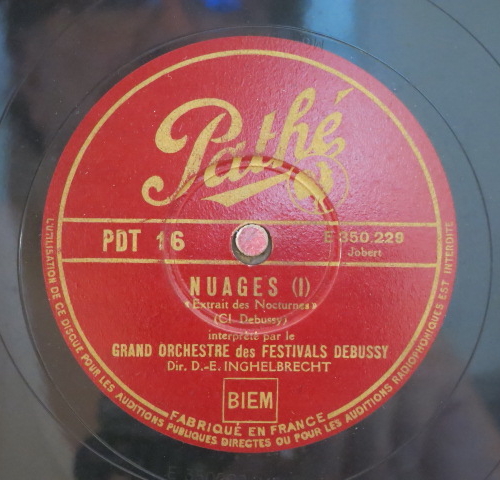 Pathé
PDT 16
E 350.229
Jobert
NUAGES (I)
«Extrait des Nocturnes»
(Cl. Debussy)
interprété par le
GRAND ORCHESTRE des FESTIVALS DEBUSSY
Dir. D.-E. INGHELBRECHT
BIEM
FABRIQUÉ EN FRANCE
L'UTILISATION DE CE DISQUE POUR LES AUDITIONS PUBLIQUES DIRECTES OU POUR LES AUDITIONS RADIOPHONIQUES EST INTERDITE